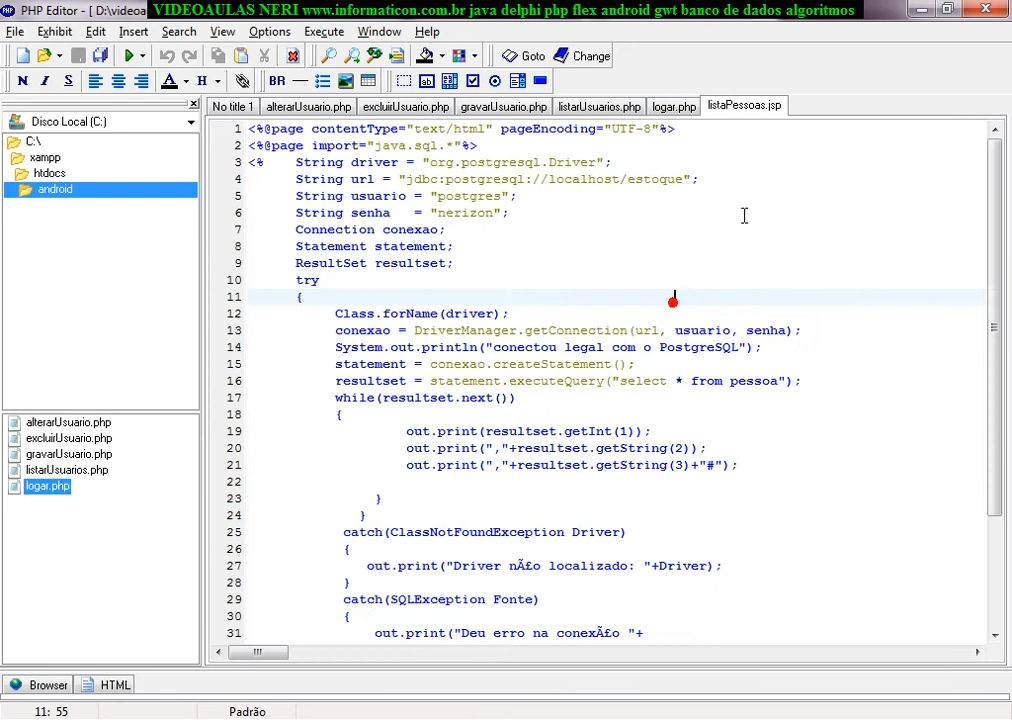 PHP Editor - [ D:\videoa
VIDEOAULAS NERI www.informaticon.com.br java delphi php flex android gwt banco de dados algoritmos
File Exhibit Edit Insert Search View Options Execute Window Help
Goto Change
N I S A H BR
Disco Local (C:)
No title 1 alterarUsuario.php excluirUsuario.php gravarUsuario.php listarUsuarios.php logar.php listaPessoas.jsp
C:\
xampp
htdocs
android
alterarUsuario.php
excluirUsuario.php
gravarUsuario.php
listarUsuarios.php
logar.php
1 <%@page contentType="text/html" pageEncoding="UTF-8"%>
2 <%@page import="java.sql.*"%>
3 <% String driver = "org.postgresql.Driver";
4 String url = "jdbc:postgresql://localhost/estoque";
5 String usuario = "postgres";
6 String senha = "nerizon";
7 Connection conexao;
8 Statement statement;
9 ResultSet resultset;
10 try
11 {
12 Class.forName(driver);
13 conexao = DriverManager.getConnection(url, usuario, senha);
14 System.out.println("conectou legal com o PostgreSQL");
15 statement = conexao.createStatement();
16 resultset = statement.executeQuery("select * from pessoa");
17 while(resultset.next())
18 {
19 out.print(resultset.getInt(1));
20 out.print(","+resultset.getString(2));
21 out.print(","+resultset.getString(3)+"#");
22
23 }
24 }
25 catch(ClassNotFoundException Driver)
26 {
27 out.print("Driver nÃ£o localizado: "+Driver);
28 }
29 catch(SQLException Fonte)
30 {
31 out.print("Deu erro na conexÃ£o "+
Browser HTML
11: 55 Padrão